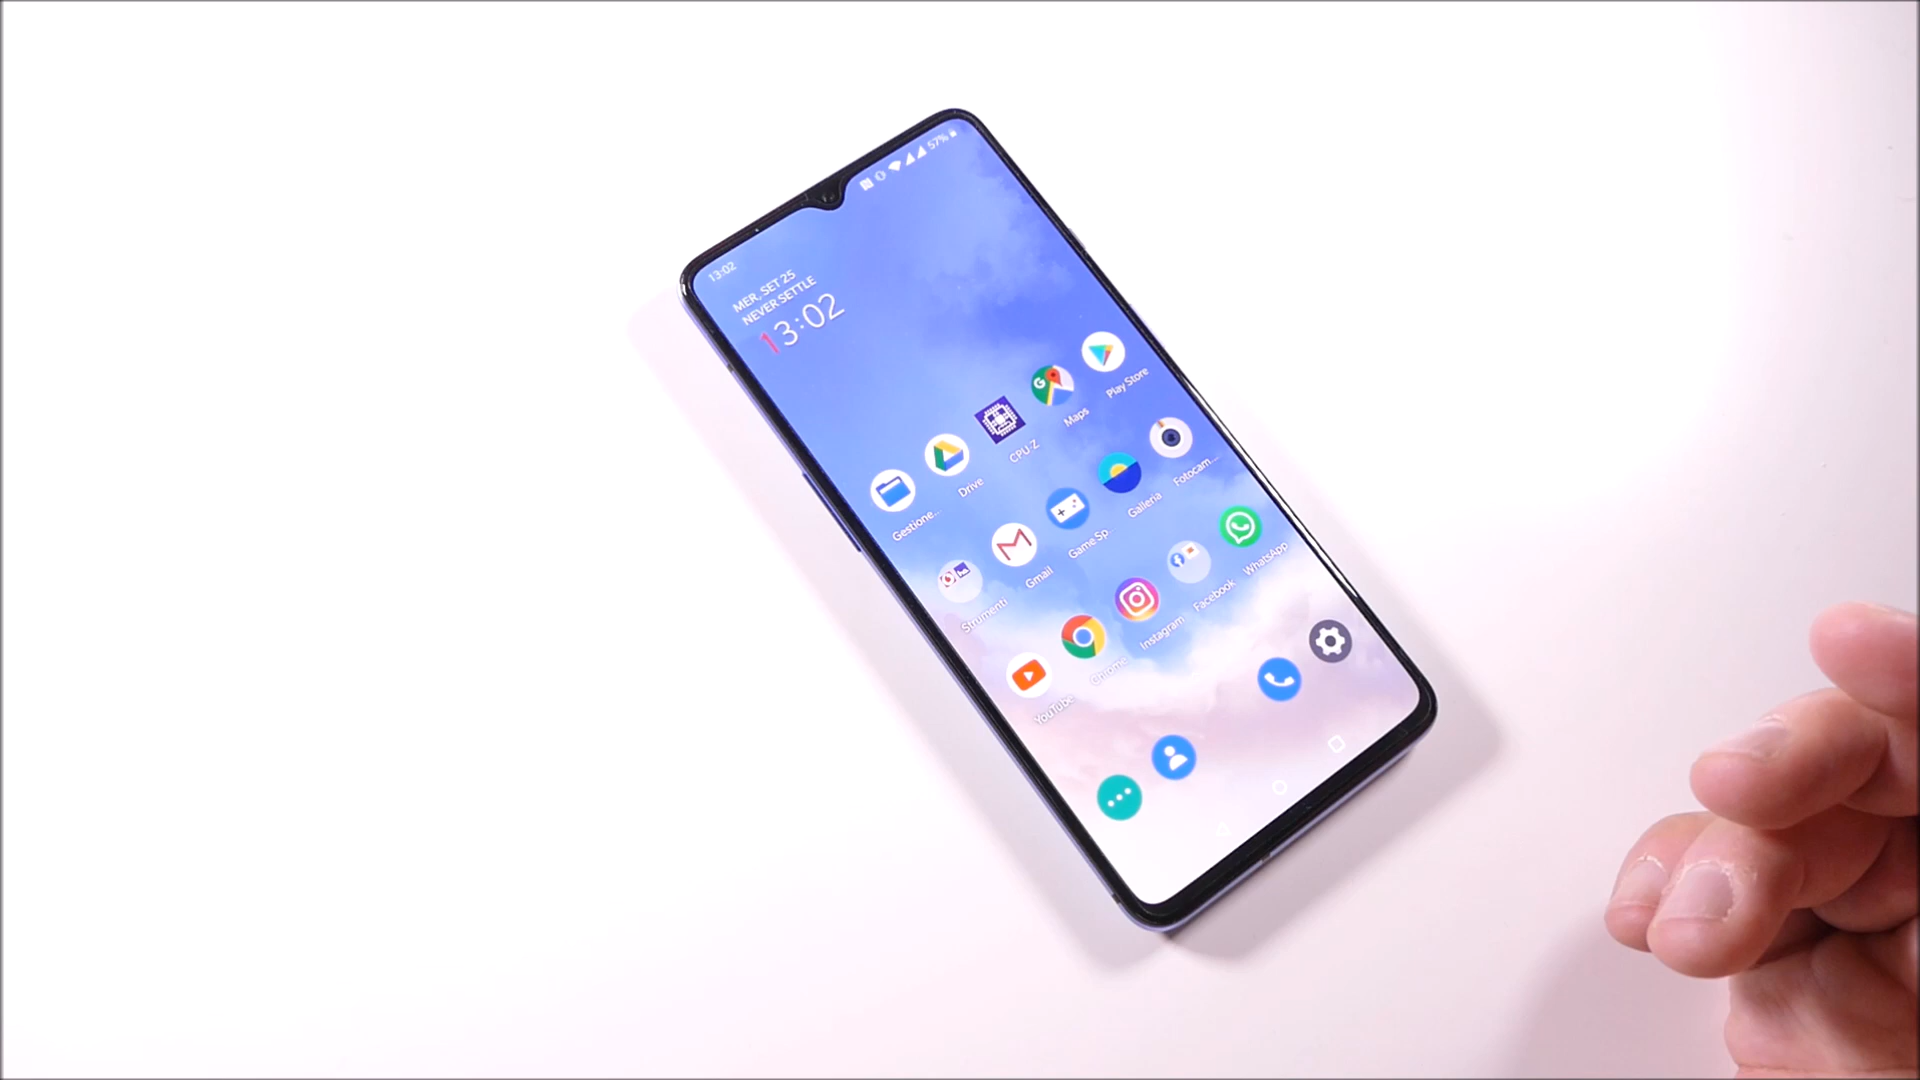 13:02
57%
MER, SET 25
NEVER SETTLE
13:02
Gestione...
Drive
CPU-Z
Maps
Play Store
Strumenti
Gmail
Game Sp...
Galleria
Fotocam...
YouTube
Chrome
Instagram
Facebook
WhatsApp